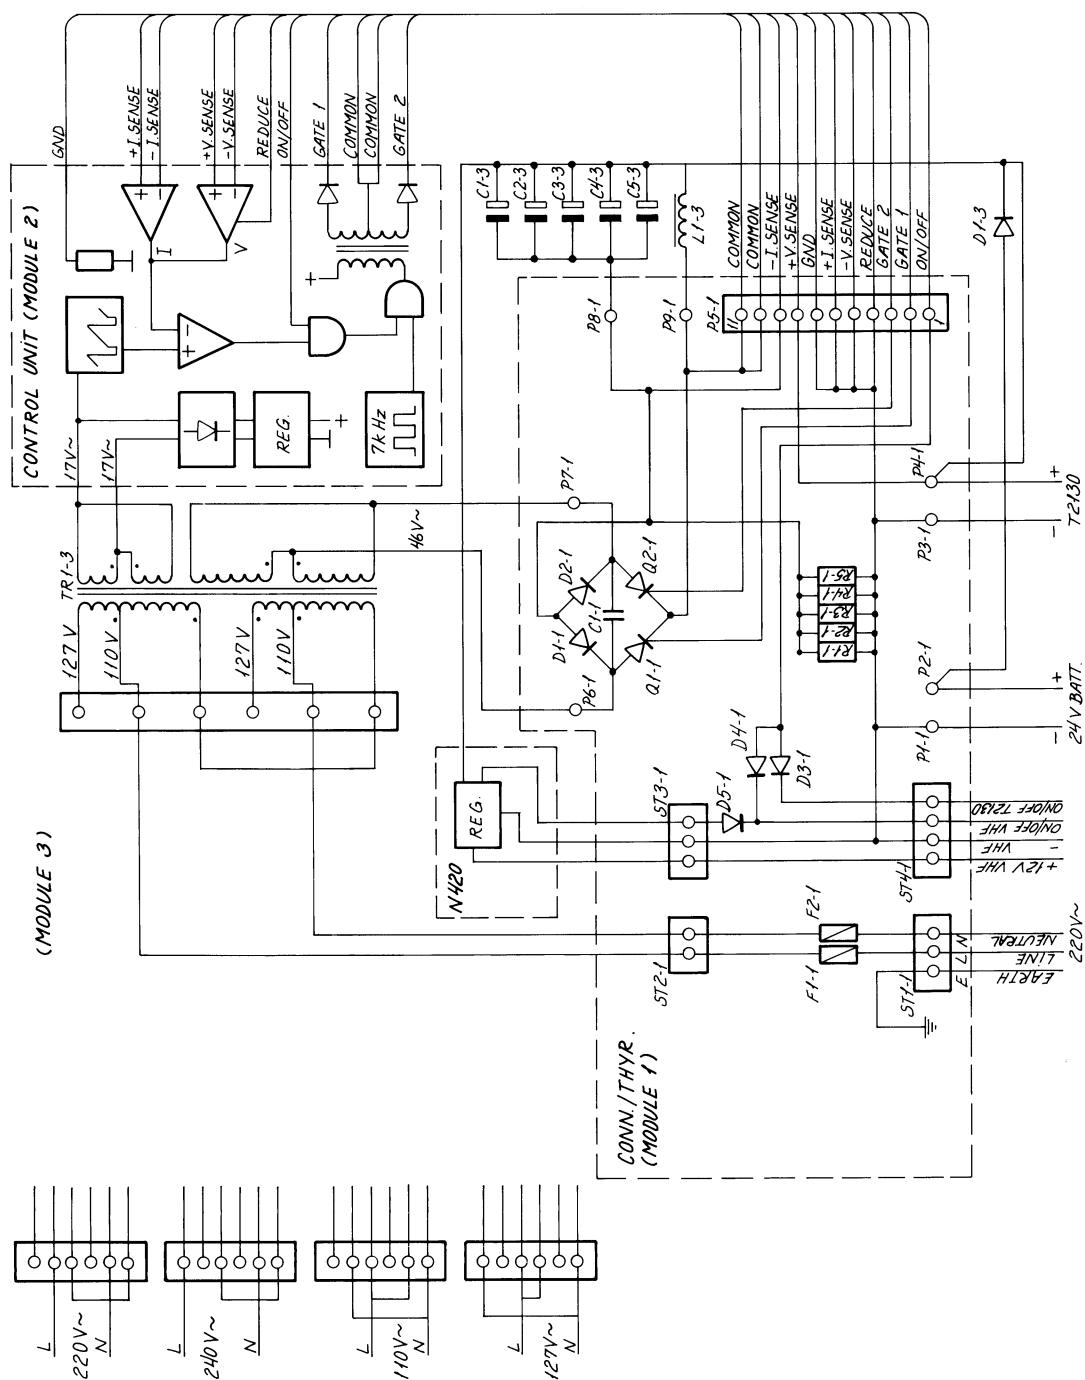 GND
+I.SENSE
-I.SENSE
+V.SENSE
-V.SENSE
REDUCE
ON/OFF
GATE 1
COMMON
COMMON
GATE 2
CONTROL UNIT (MODULE 2)
+
-
I
+
-
V
-
+
+
REG.
+
7kHz
17V~
17V~
TR1-3
46V~
127V
110V
127V
110V
(MODULE 3)
C1-3
C2-3
C3-3
C4-3
C5-3
L1-3
COMMON
COMMON
-I.SENSE
+V.SENSE
GND
+I.SENSE
-V.SENSE
REDUCE
GATE 2
GATE 1
ON/OFF
D1-3
P8-1
P9-1
P5-1
11
1
P7-1
P6-1
D2-1
Q2-1
C1-1
D1-1
Q1-1
P4-1
P3-1
+
-
T2130
R5-1
R4-1
R3-1
R2-1
R1-1
P2-1
P1-1
+
-
24V BATT.
N420
REG.
ST3-1
D5-1
D4-1
D3-1
ST4-1
ON/OFF T2130
ON/OFF VHF
- VHF
+12V VHF
ST2-1
F2-1
F1-1
ST1-1
E L N
NEUTRAL
LINE
EARTH
220V~
CONN./THYR.
(MODULE 1)
L
220V~
N
L
240V~
N
L
110V~
N
L
127V~
N